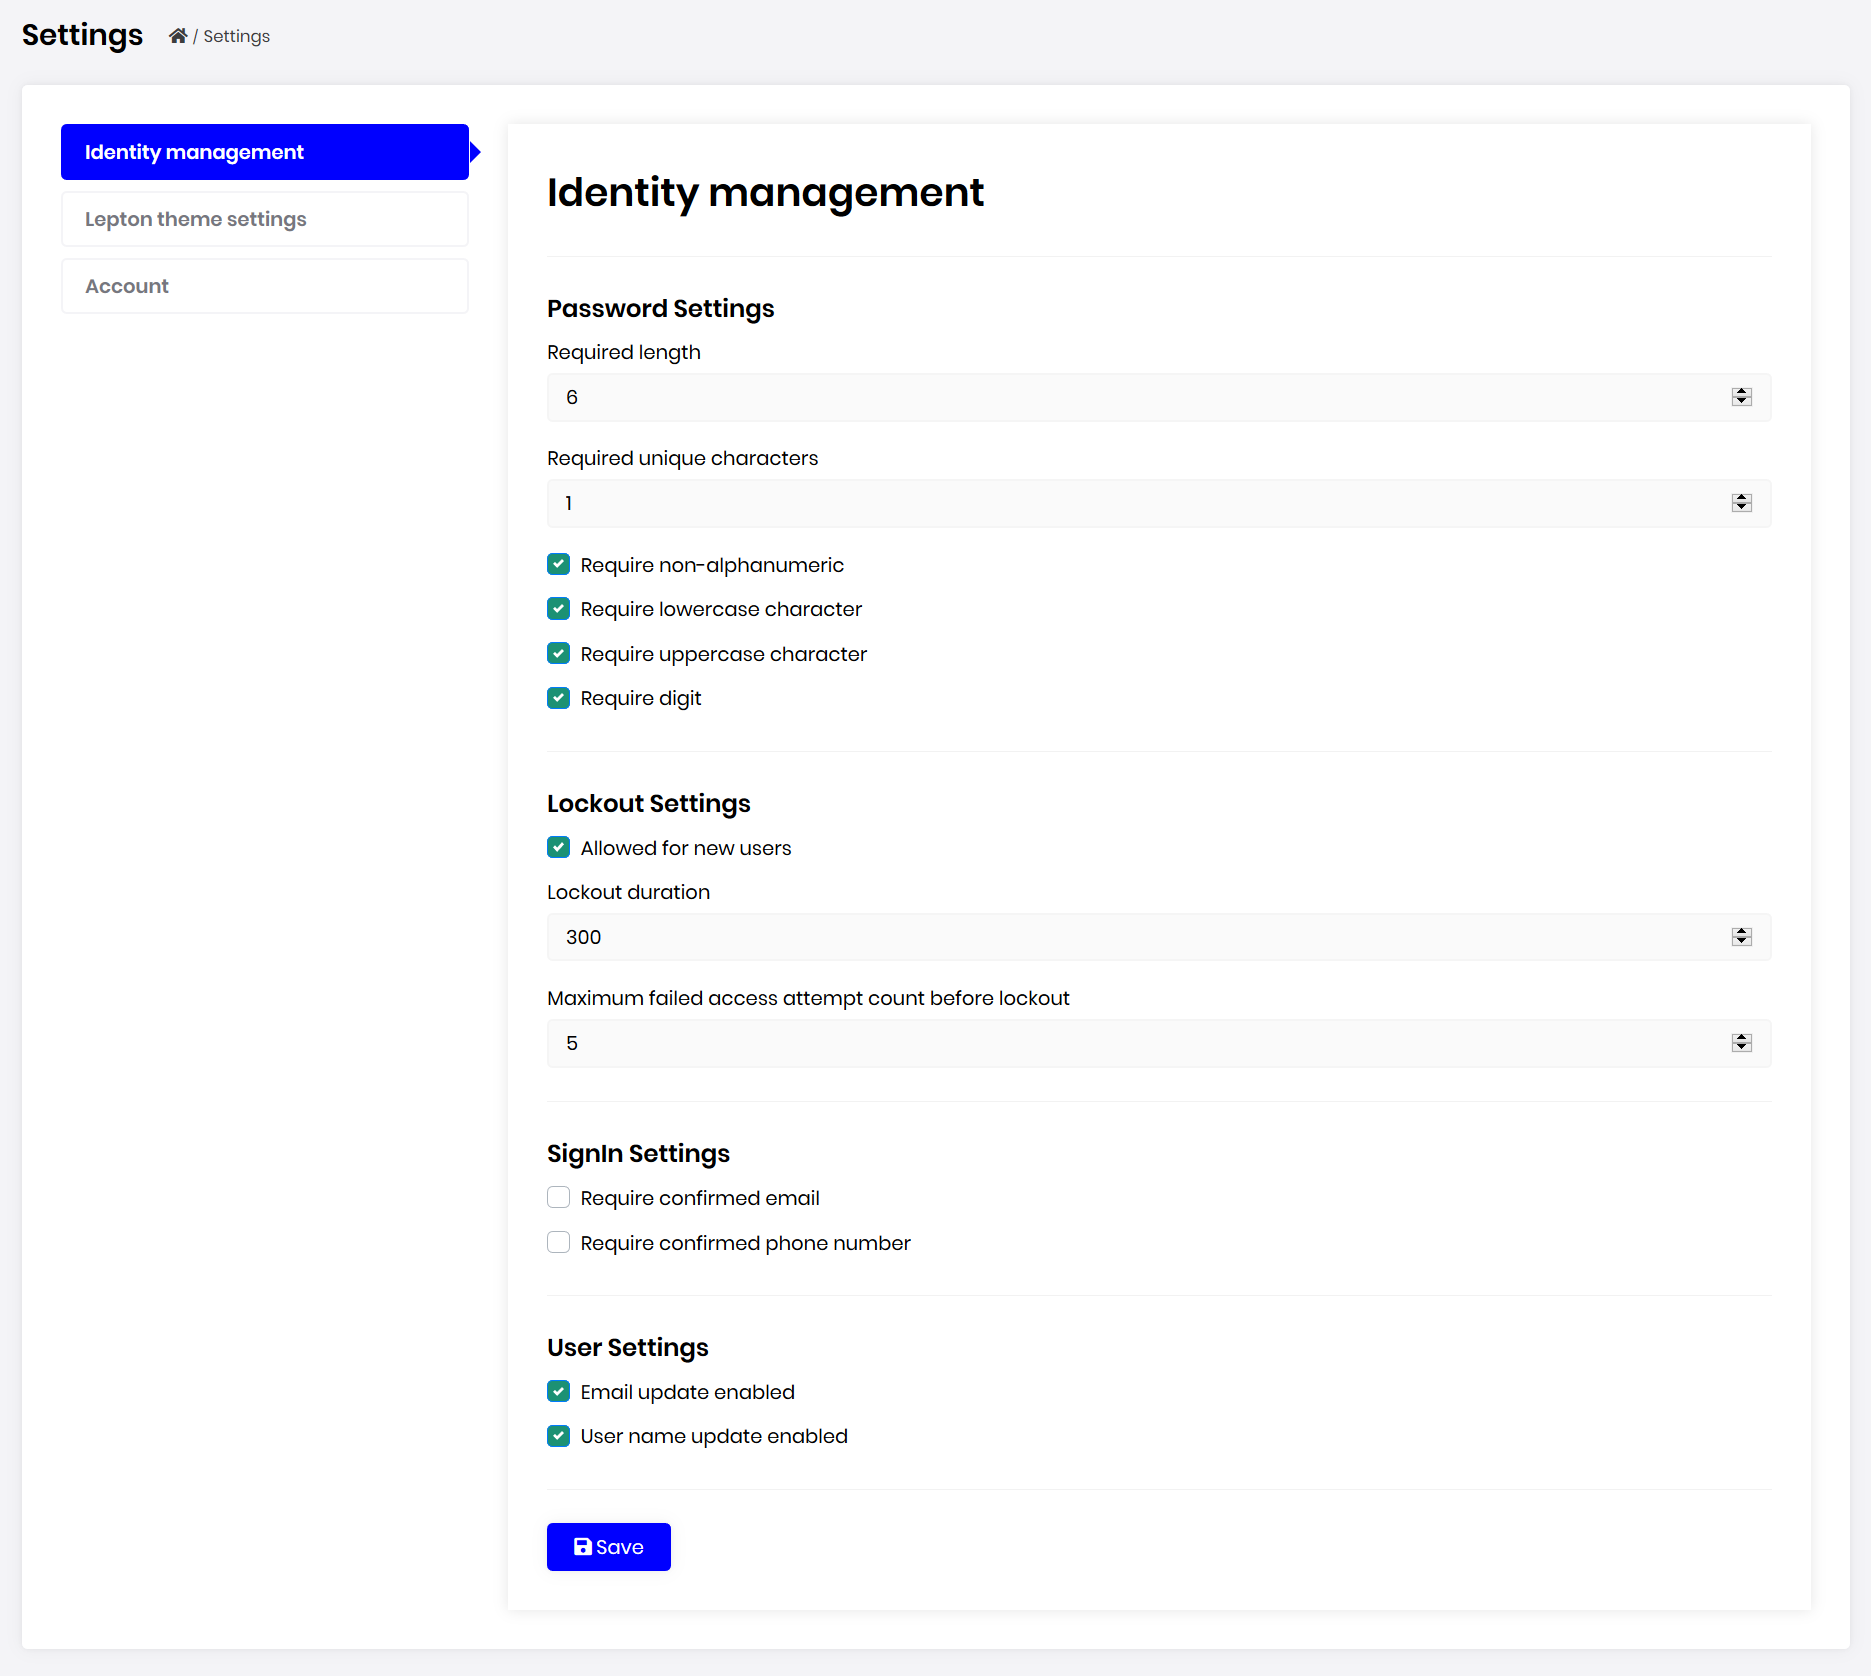 Settings
/ Settings
Identity management
Lepton theme settings
Account
Identity management
Password Settings
Required length
6
Required unique characters
1
Require non-alphanumeric
Require lowercase character
Require uppercase character
Require digit
Lockout Settings
Allowed for new users
Lockout duration
300
Maximum failed access attempt count before lockout
5
SignIn Settings
Require confirmed email
Require confirmed phone number
User Settings
Email update enabled
User name update enabled
Save